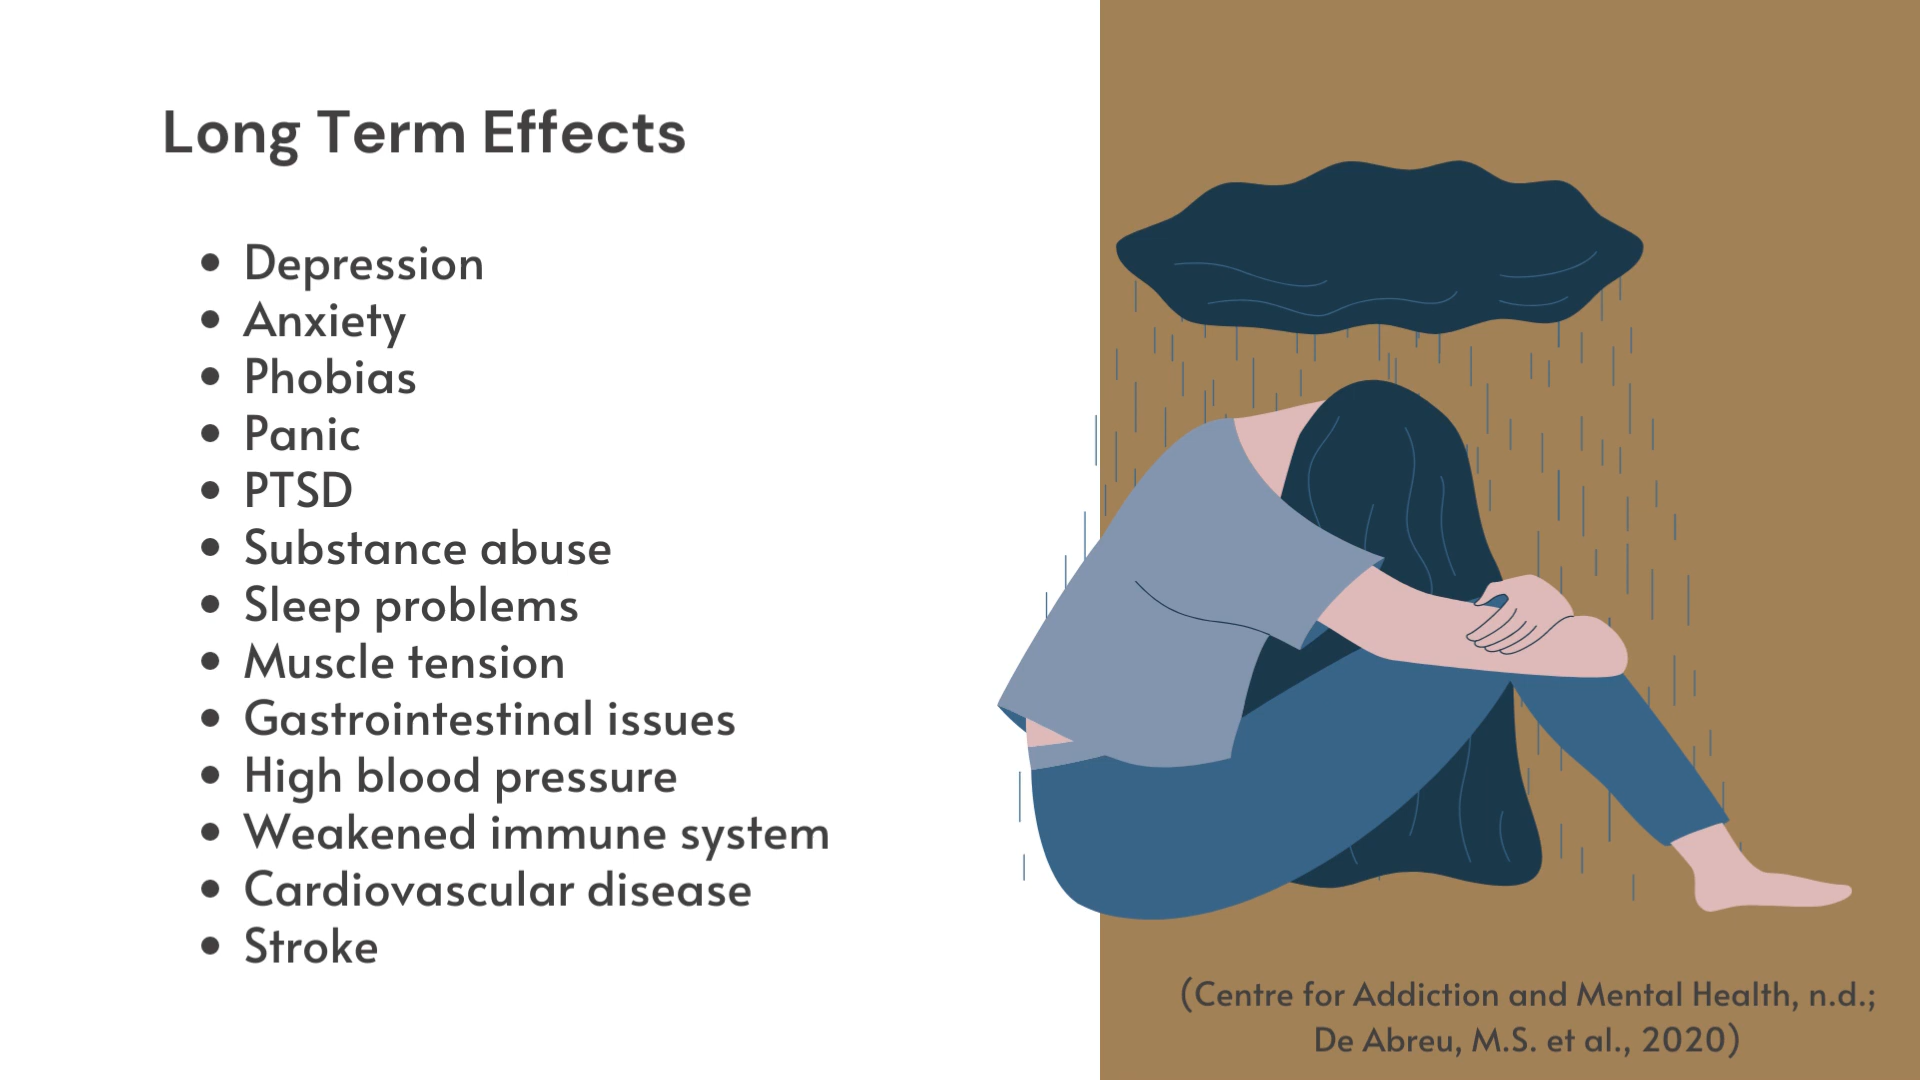 Long Term Effects
• Depression
• Anxiety
• Phobias
• Panic
• PTSD
• Substance abuse
• Sleep problems
• Muscle tension
• Gastrointestinal issues
• High blood pressure
• Weakened immune system
• Cardiovascular disease
• Stroke
(Centre for Addiction and Mental Health, n.d.;
De Abreu, M.S. et al., 2020)